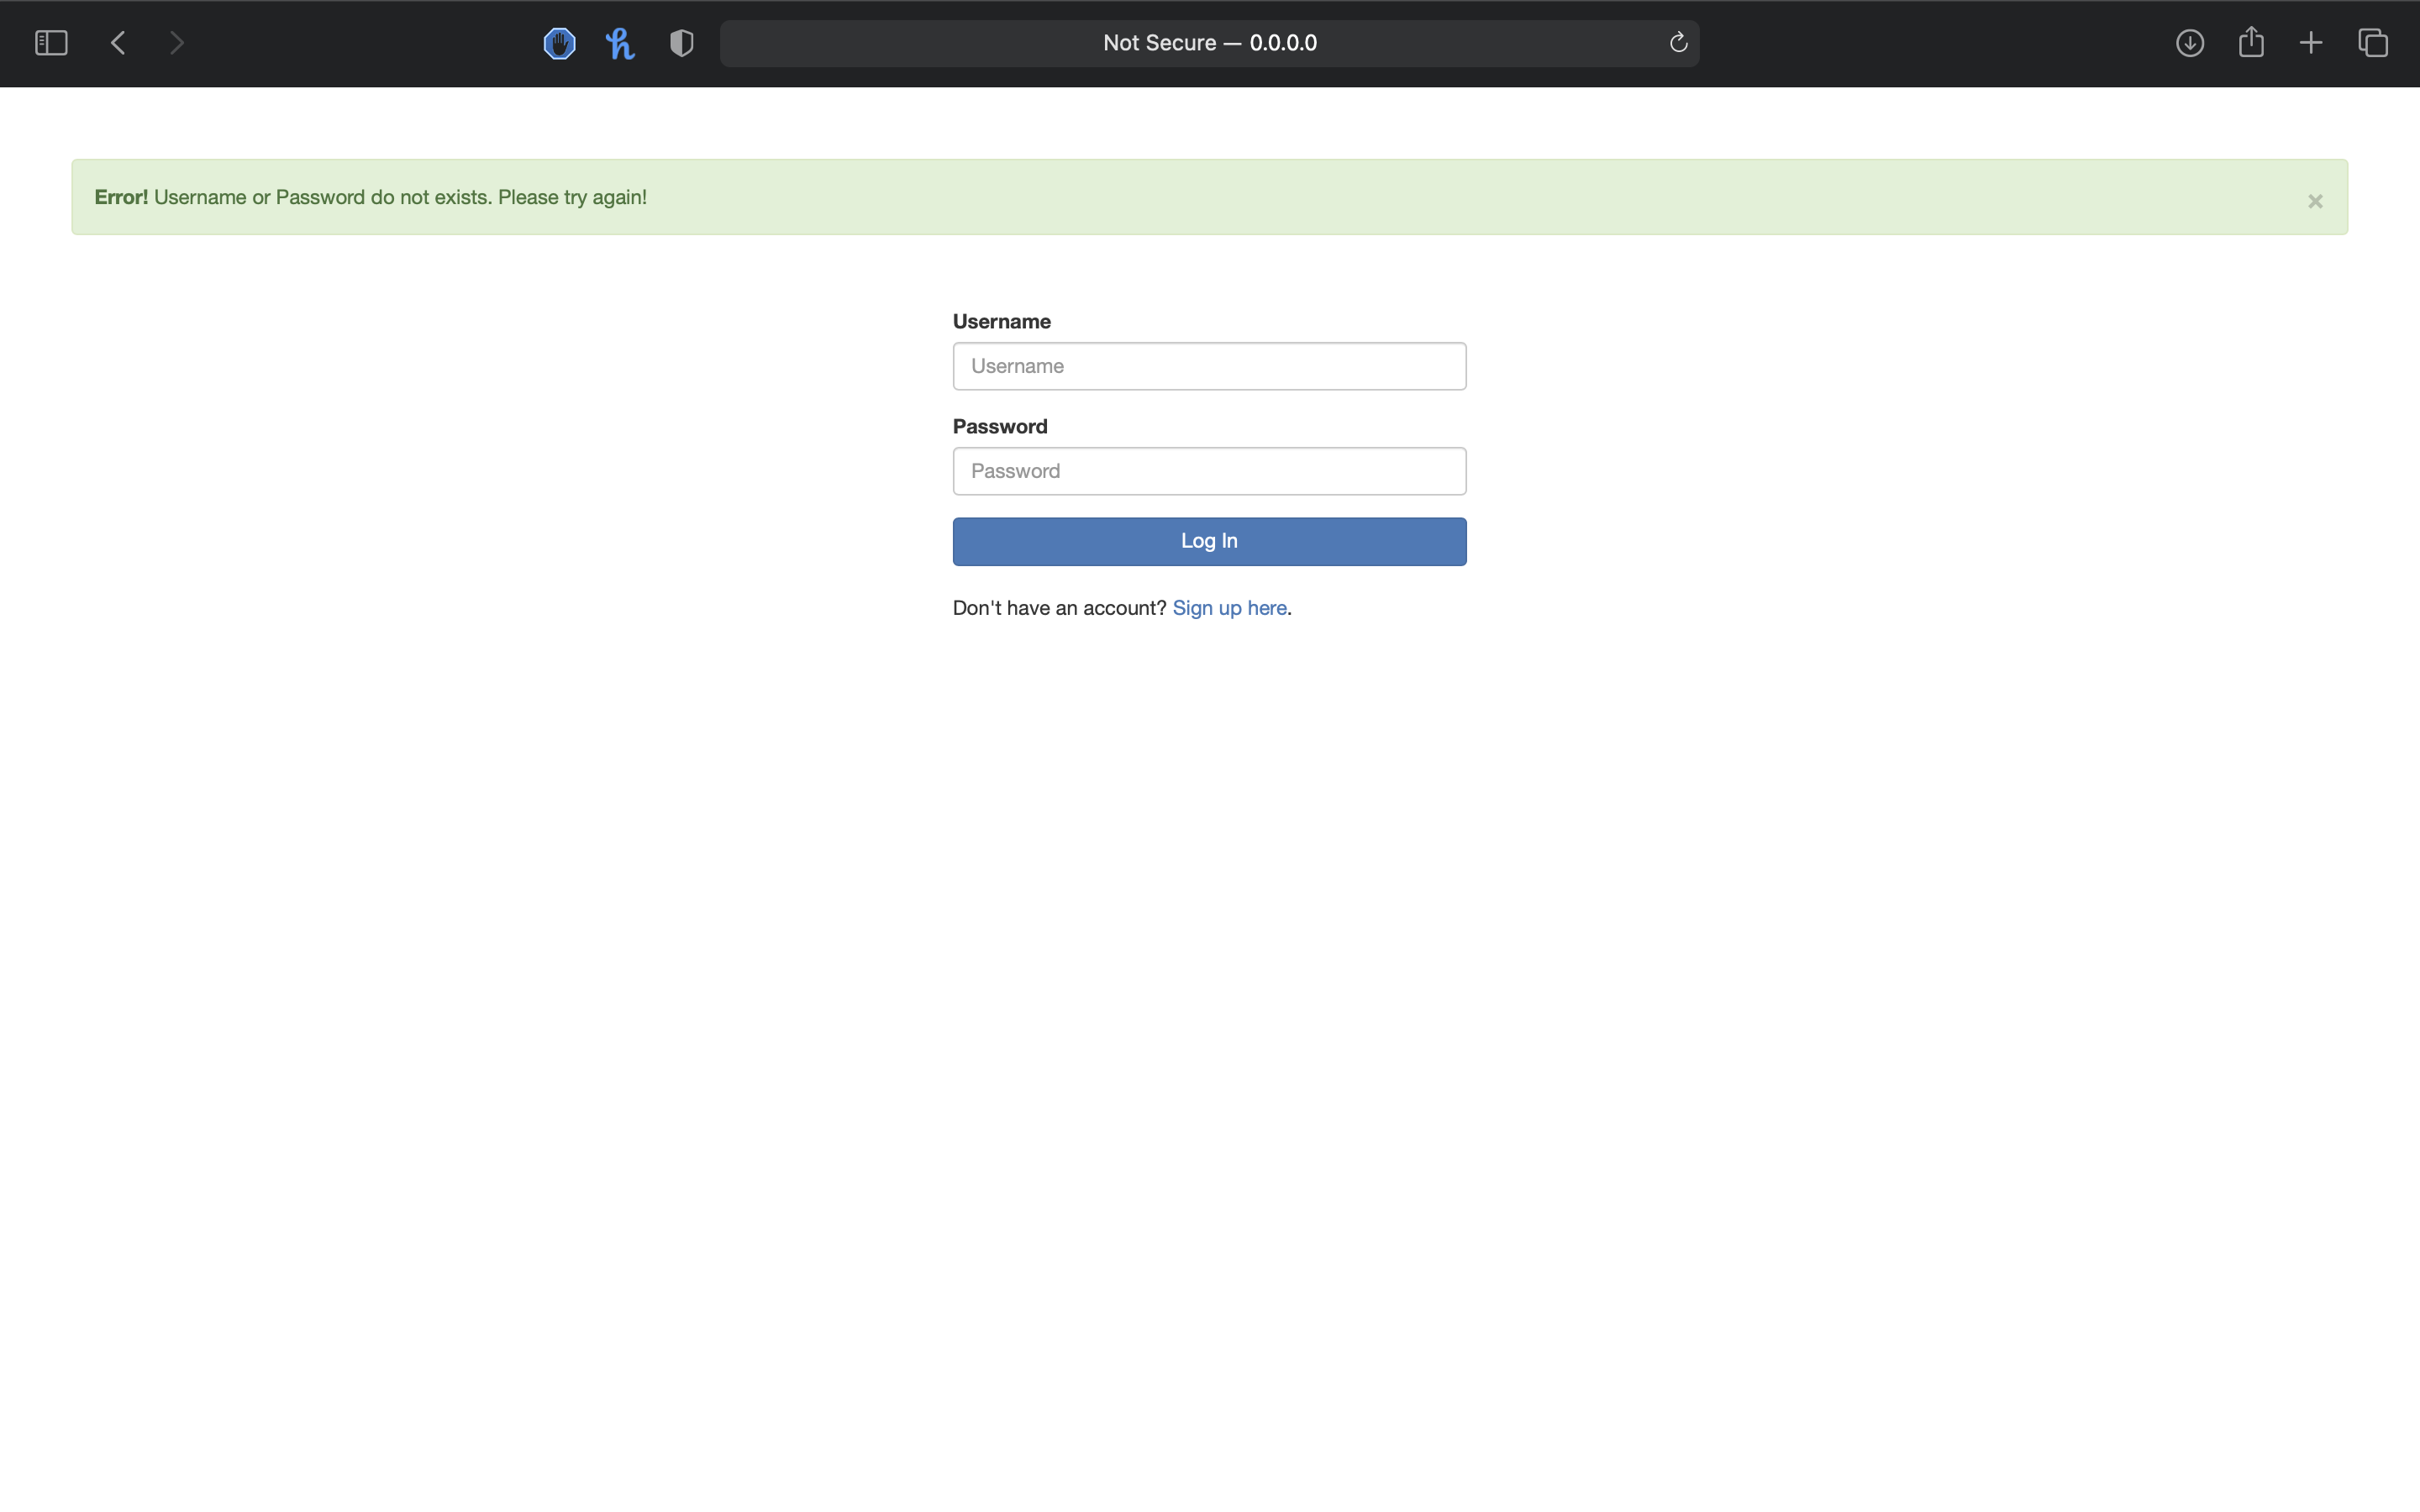 Not Secure — 0.0.0.0
Error! Username or Password do not exists. Please try again!
×
Username
Username
Password
Password
Log In
Don't have an account? Sign up here.